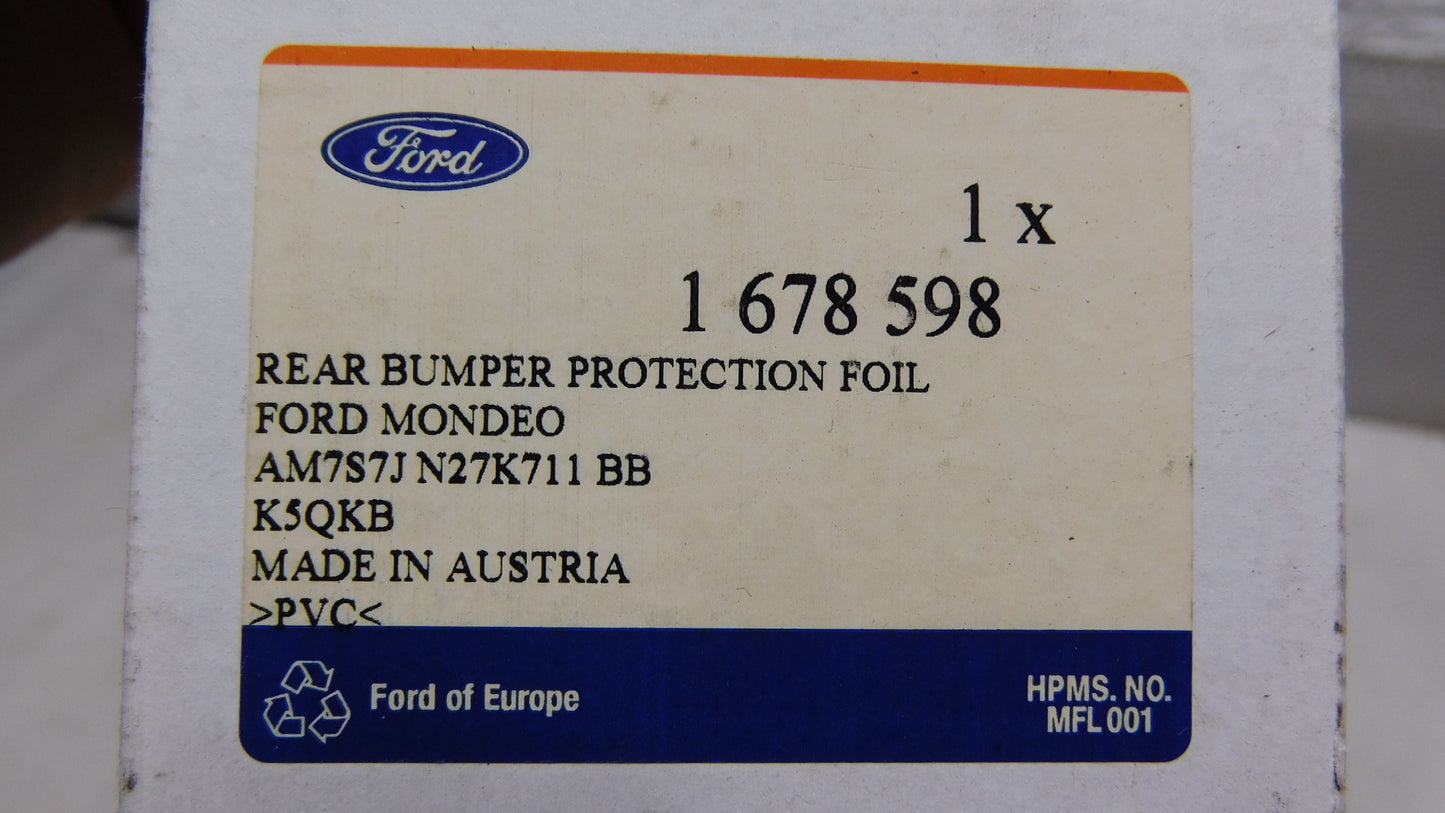 Ford
1 x
1 678 598
REAR BUMPER PROTECTION FOIL
FORD MONDEO
AM7S7J N27K711 BB
K5QKB
MADE IN AUSTRIA
>PVC<
Ford of Europe
HPMS. NO.
MFL 001